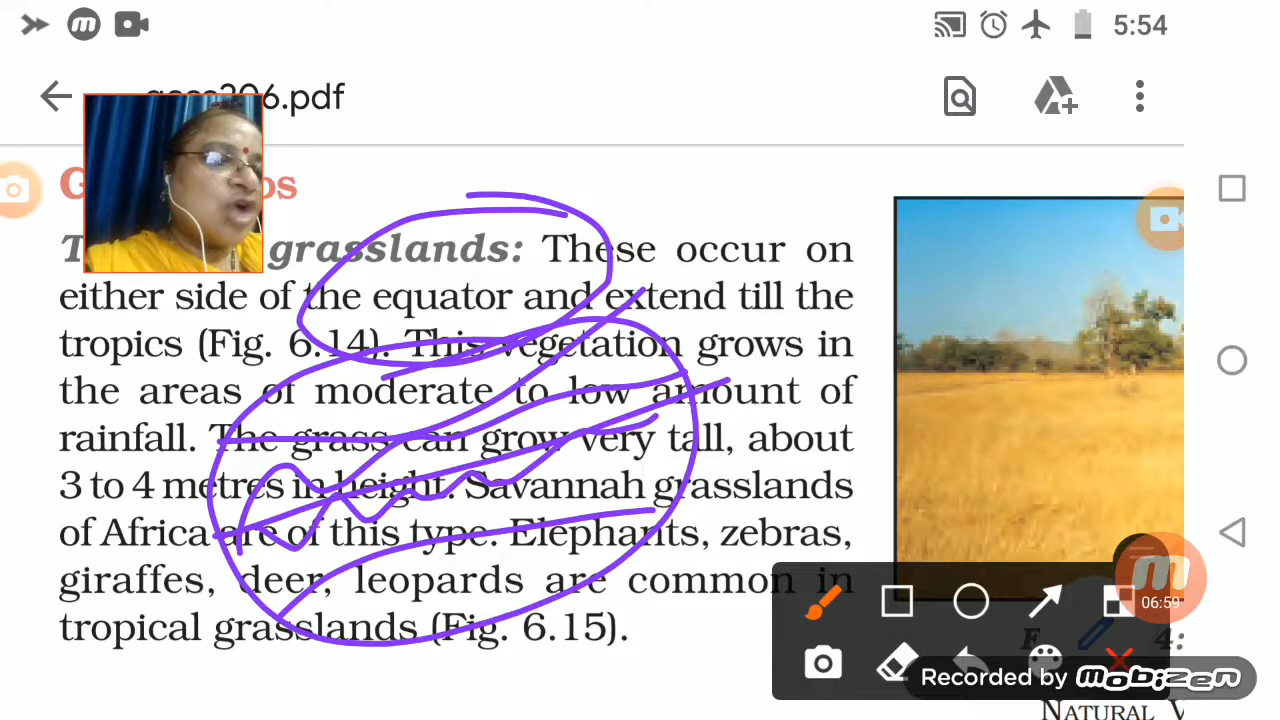 5:54
gess206.pdf
grasslands: These occur on
either side of the equator and extend till the
tropics (Fig. 6.14). This vegetation grows in
the areas of moderate to low amount of
rainfall. The grass can grow very tall, about
3 to 4 metres in height. Savannah grasslands
of Africa are of this type. Elephants, zebras,
giraffes, deer, leopards are common in
tropical grasslands (Fig. 6.15).
06:59
4:
Recorded by mobizen
NATURAL